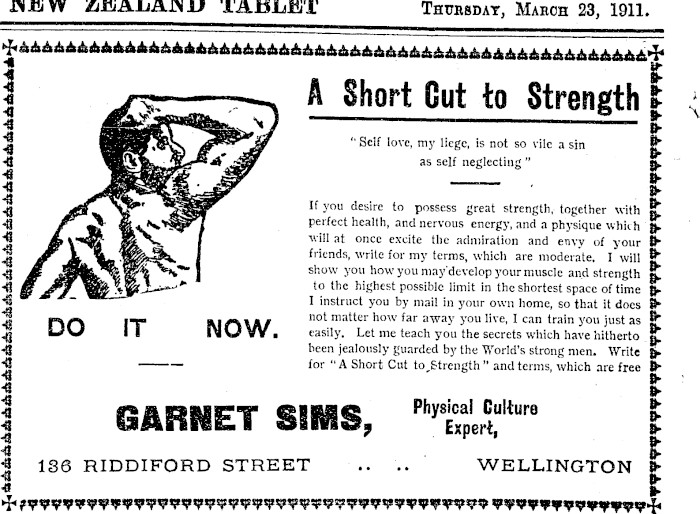 NEW ZEALAND TABLET
THURSDAY, MARCH 23, 1911.
A Short Cut to Strength
"Self love, my liege, is not so vile a sin
as self neglecting"
If you desire to possess great strength, together with
perfect health, and nervous energy, and a physique which
will at once excite the admiration and envy of your
friends, write for my terms, which are moderate. I will
show you how you may develop your muscle and strength
to the highest possible limit in the shortest space of time
I instruct you by mail in your own home, so that it does
not matter how far away you live, I can train you just as
easily. Let me teach you the secrets which have hitherto
been jealously guarded by the World's strong men. Write
for "A Short Cut to Strength" and terms, which are free
DO IT NOW.
GARNET SIMS,
Physical Culture
Expert,
136 RIDDIFORD STREET .. .. WELLINGTON